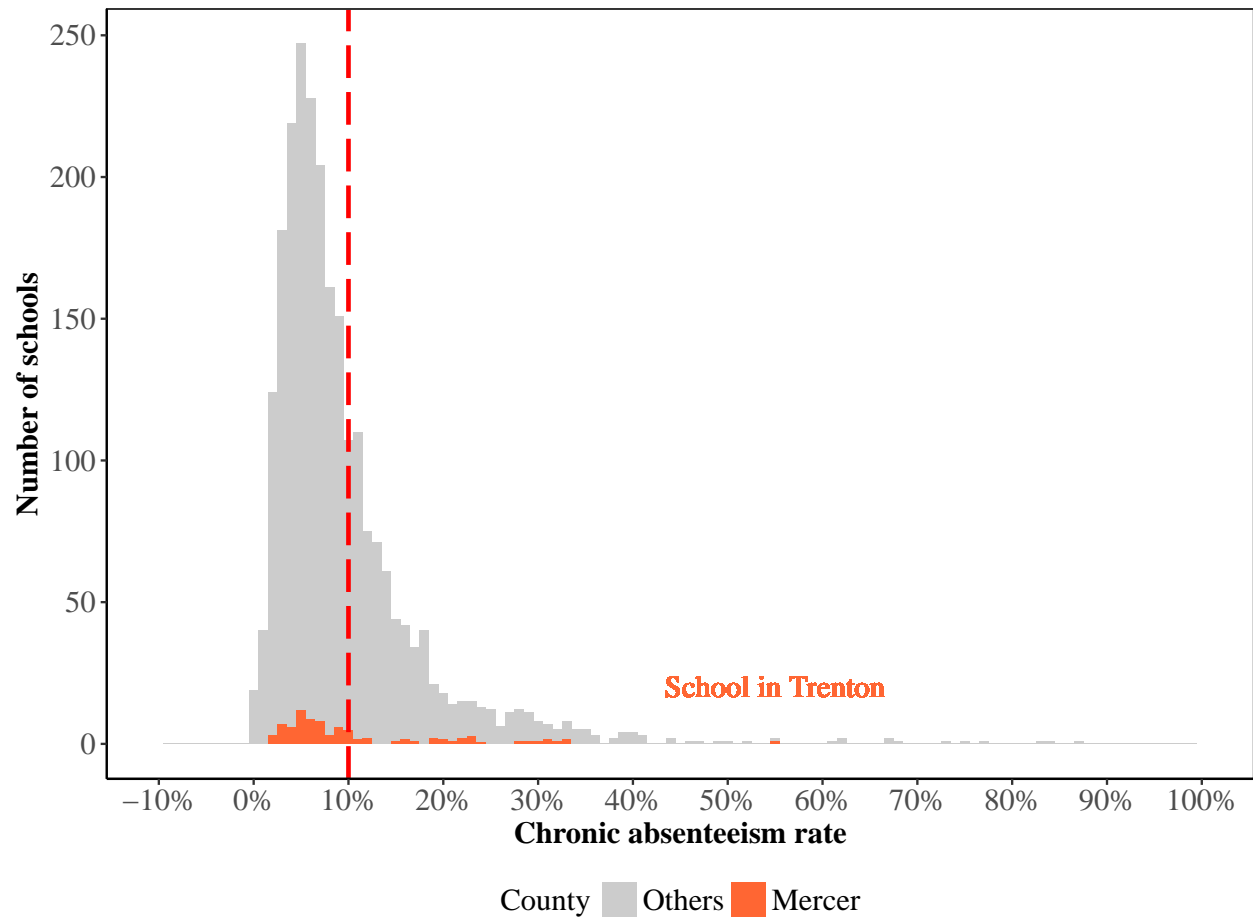 250
200
150
100
50
0
Number of schools
School in Trenton
−10% 0% 10% 20% 30% 40% 50% 60% 70% 80% 90% 100%
Chronic absenteeism rate
County Others Mercer